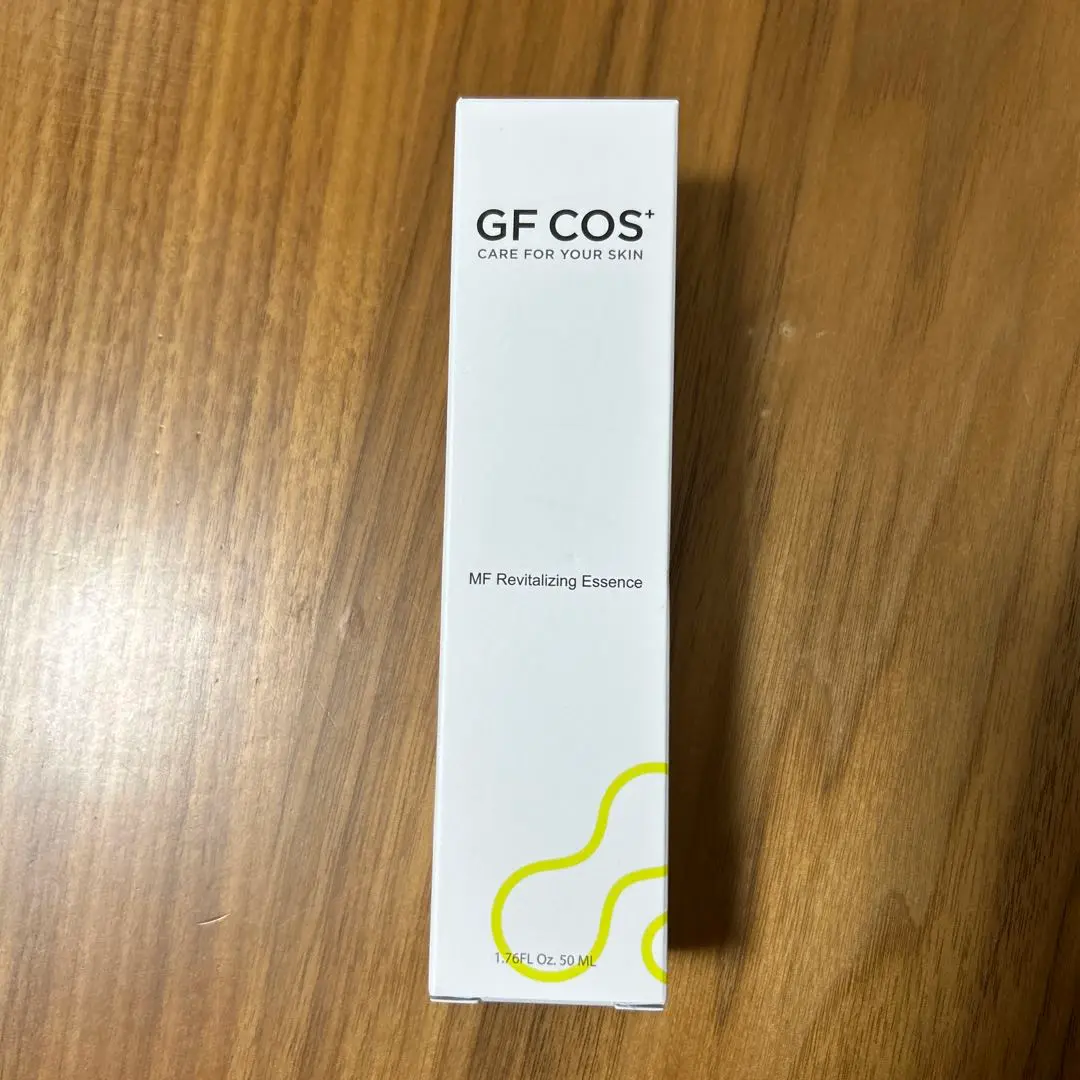 GF COS+
CARE FOR YOUR SKIN
MF Revitalizing Essence
1.76FL Oz. 50 ML